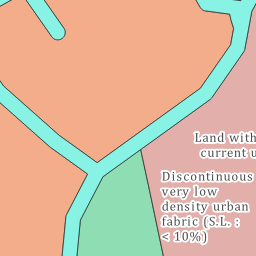 Land with
current u
Discontinuous
very low
density urban
fabric (S.L. :
< 10%)